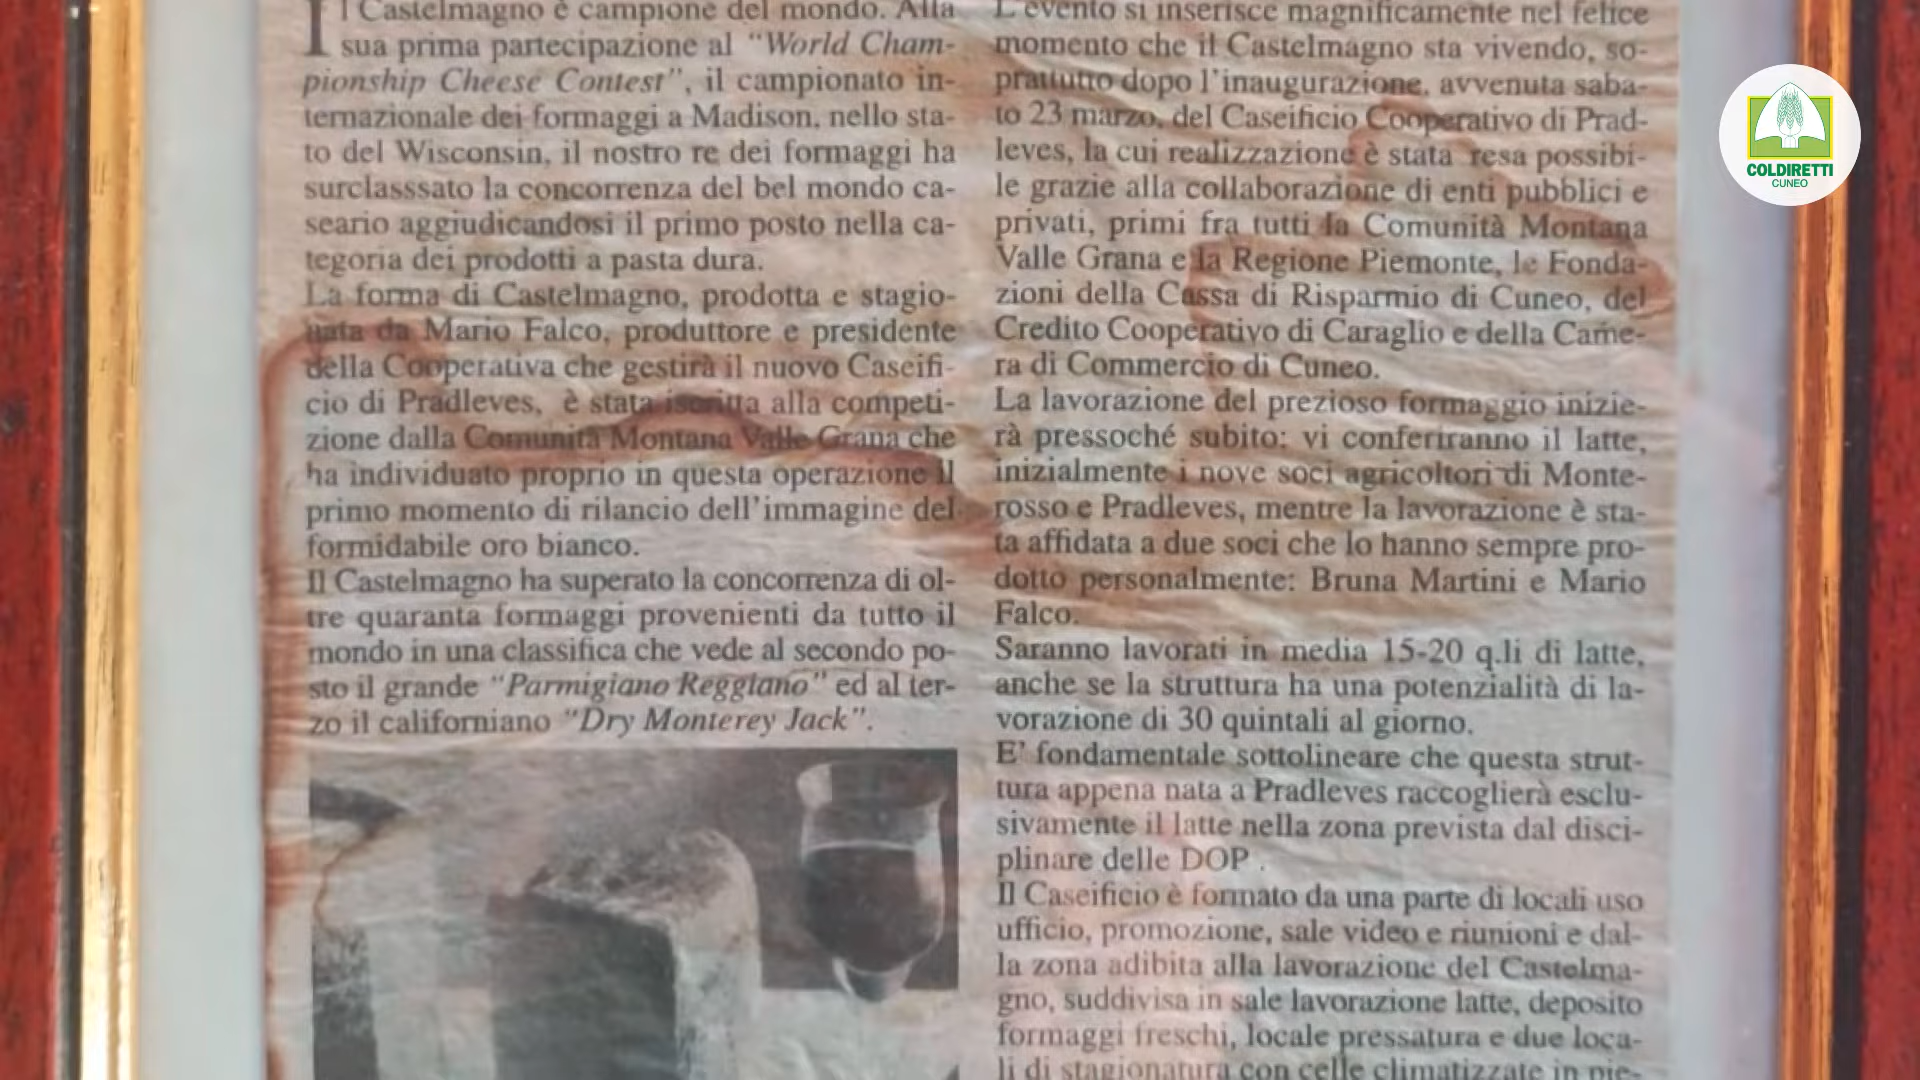 Il Castelmagno è campione del mondo. Alla
sua prima partecipazione al "World Cham-
pionship Cheese Contest", il campionato in-
ternazionale dei formaggi a Madison, nello sta-
to del Wisconsin, il nostro re dei formaggi ha
surclasssato la concorrenza del bel mondo ca-
seario aggiudicandosi il primo posto nella ca-
tegoria dei prodotti a pasta dura.
La forma di Castelmagno, prodotta e stagio-
nata da Mario Falco, produttore e presidente
della Cooperativa che gestirà il nuovo Caseifi-
cio di Pradleves, è stata iscritta alla competi-
zione dalla Comunità Montana Valle Grana che
ha individuato proprio in questa operazione il
primo momento di rilancio dell'immagine del
formidabile oro bianco.
Il Castelmagno ha superato la concorrenza di ol-
tre quaranta formaggi provenienti da tutto il
mondo in una classifica che vede al secondo po-
sto il grande "Parmigiano Reggiano" ed al ter-
zo il californiano "Dry Monterey Jack".
L'evento si inserisce magnificamente nel felice
momento che il Castelmagno sta vivendo, so-
prattutto dopo l'inaugurazione, avvenuta saba-
to 23 marzo, del Caseificio Cooperativo di Prad-
leves, la cui realizzazione è stata resa possibi-
le grazie alla collaborazione di enti pubblici e
privati, primi fra tutti la Comunità Montana
Valle Grana e la Regione Piemonte, le Fonda-
zioni della Cassa di Risparmio di Cuneo, del
Credito Cooperativo di Caraglio e della Came-
ra di Commercio di Cuneo.
La lavorazione del prezioso formaggio inizie-
rà pressoché subito: vi conferiranno il latte,
inizialmente i nove soci agricoltori di Monte-
rosso e Pradleves, mentre la lavorazione è sta-
ta affidata a due soci che lo hanno sempre pro-
dotto personalmente: Bruna Martini e Mario
Falco.
Saranno lavorati in media 15-20 q.li di latte,
anche se la struttura ha una potenzialità di la-
vorazione di 30 quintali al giorno.
E' fondamentale sottolineare che questa strut-
tura appena nata a Pradleves raccoglierà esclu-
sivamente il latte nella zona prevista dal disci-
plinare delle DOP .
Il Caseificio è formato da una parte di locali uso
ufficio, promozione, sale video e riunioni e dal-
la zona adibita alla lavorazione del Castelma-
gno, suddivisa in sale lavorazione latte, deposito
formaggi freschi, locale pressatura e due loca-
li di stagionatura con celle climatizzate in pie-
COLDIRETTI
CUNEO